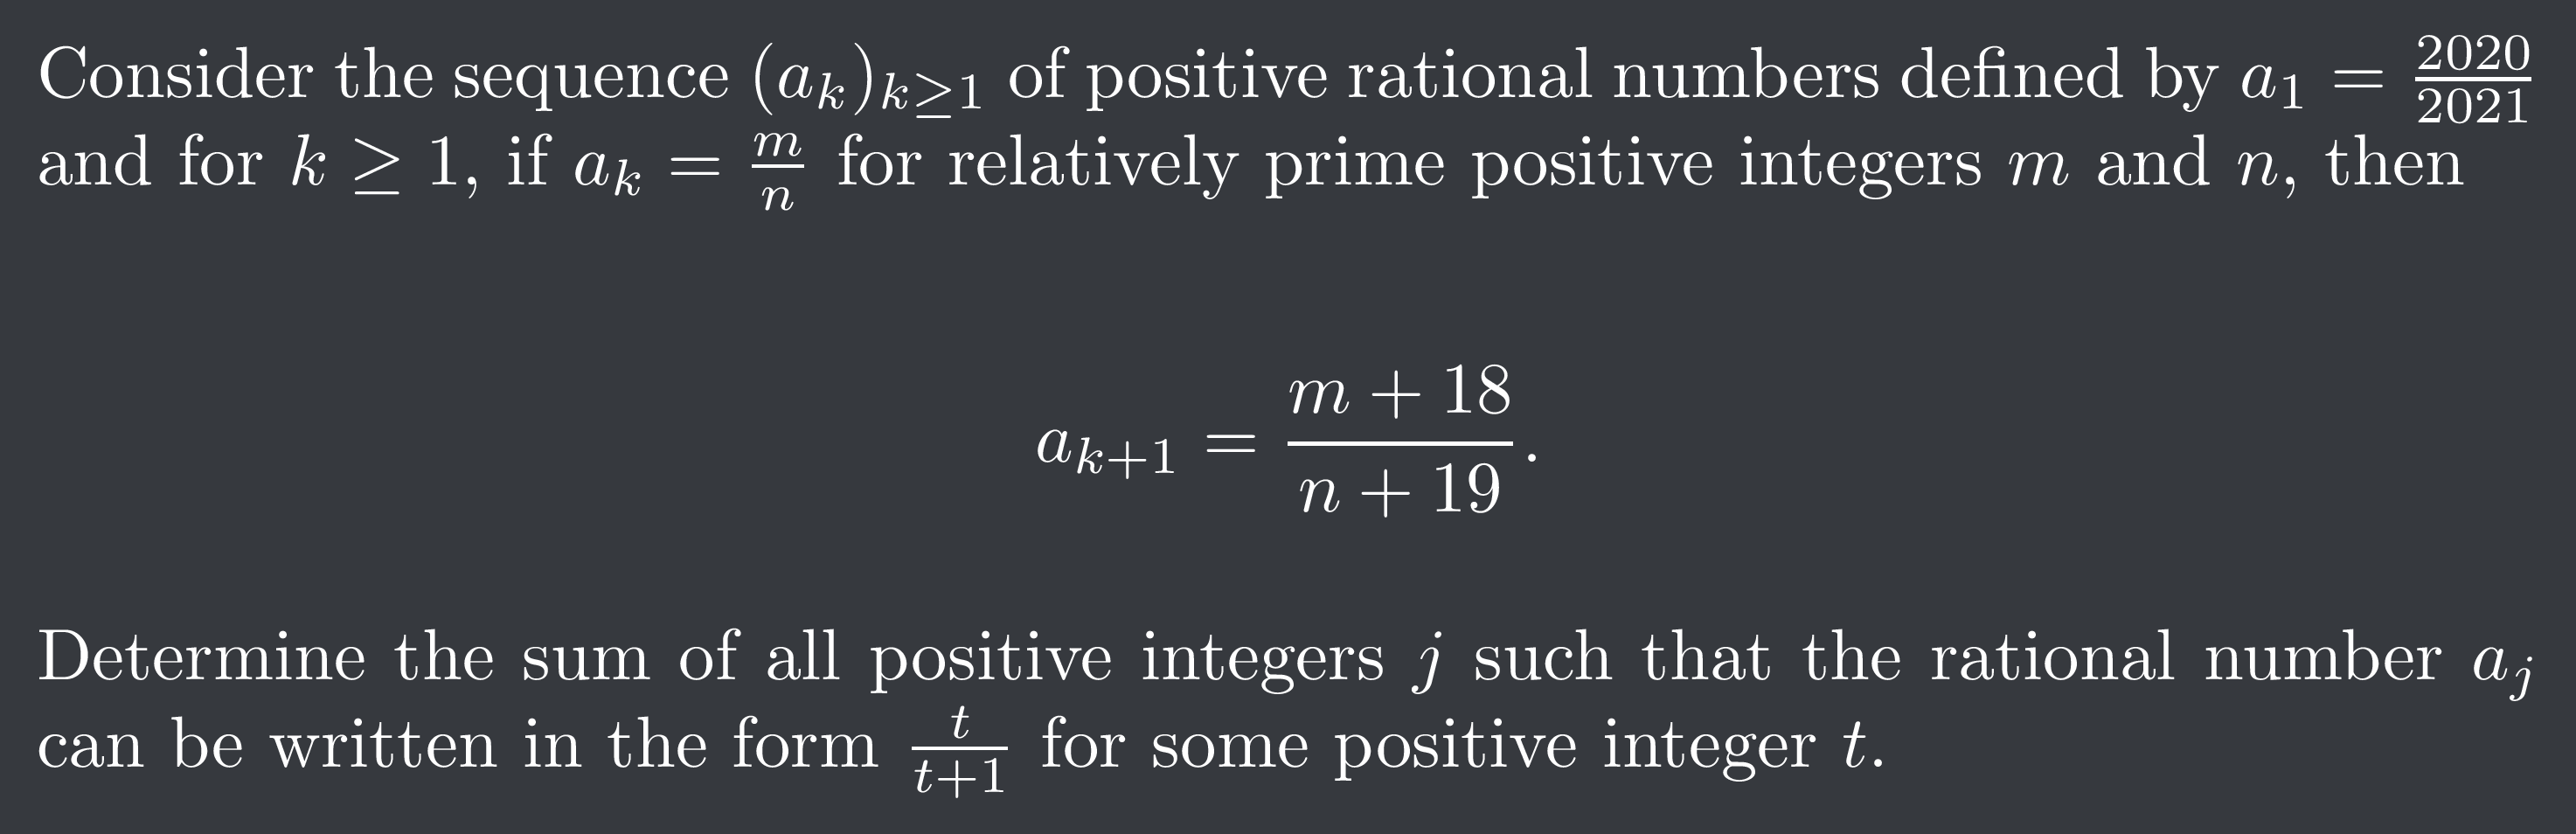 Consider the sequence $(a_k)_{k \geq 1}$ of positive rational numbers defined by $a_1 = \frac{2020}{2021}$
and for $k \geq 1$, if $a_k = \frac{m}{n}$ for relatively prime positive integers $m$ and $n$, then
$a_{k+1} = \frac{m+18}{n+19}.$
Determine the sum of all positive integers $j$ such that the rational number $a_j$
can be written in the form $\frac{t}{t+1}$ for some positive integer $t$.